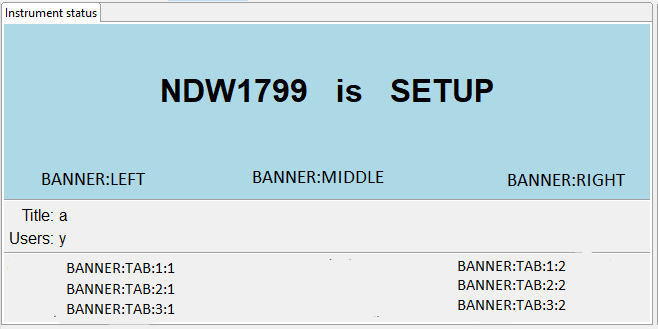 Instrument status
NDW1799 is SETUP
BANNER:LEFT BANNER:MIDDLE BANNER:RIGHT
Title: a
Users: y
BANNER:TAB:1:1 BANNER:TAB:1:2
BANNER:TAB:2:1 BANNER:TAB:2:2
BANNER:TAB:3:1 BANNER:TAB:3:2